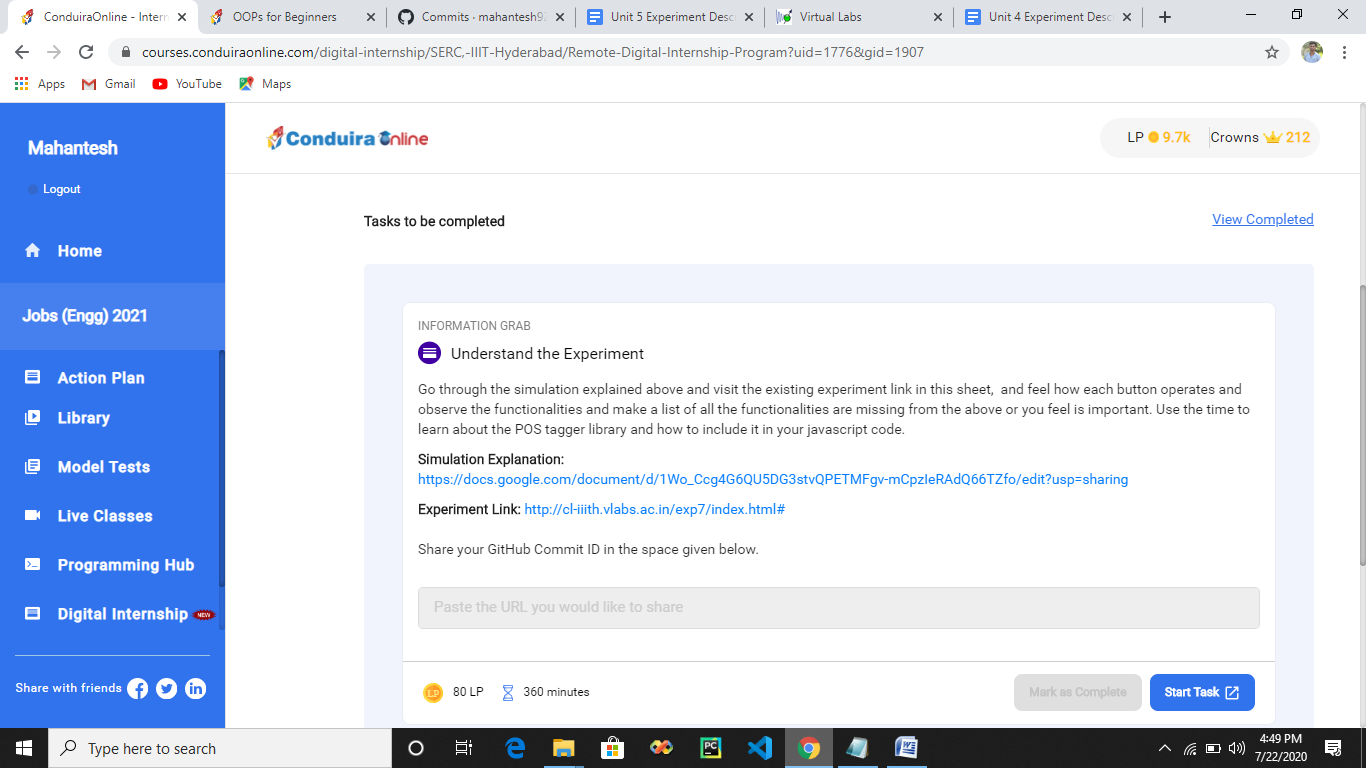 ConduiraOnline - Intern
OOPs for Beginners
Commits · mahantesh92
Unit 5 Experiment Desc
Virtual Labs
Unit 4 Experiment Desc
courses.conduiraonline.com/digital-internship/SERC,-IIIT-Hyderabad/Remote-Digital-Internship-Program?uid=1776&gid=1907
Apps
Gmail
YouTube
Maps
Mahantesh
Logout
Home
Jobs (Engg) 2021
Action Plan
Library
Model Tests
Live Classes
Programming Hub
Digital Internship NEW
Share with friends
Conduira Online
LP 9.7k
Crowns 212
Tasks to be completed
View Completed
INFORMATION GRAB
Understand the Experiment
Go through the simulation explained above and visit the existing experiment link in this sheet, and feel how each button operates and
observe the functionalities and make a list of all the functionalities are missing from the above or you feel is important. Use the time to
learn about the POS tagger library and how to include it in your javascript code.
Simulation Explanation:
https://docs.google.com/document/d/1Wo_Ccg4G6QU5DG3stvQPETMFgv-mCpzIeRAdQ66TZfo/edit?usp=sharing
Experiment Link: http://cl-iiith.vlabs.ac.in/exp7/index.html#
Share your GitHub Commit ID in the space given below.
Paste the URL you would like to share
LP 80 LP
360 minutes
Mark as Complete
Start Task
Type here to search
PC
4:49 PM
7/22/2020